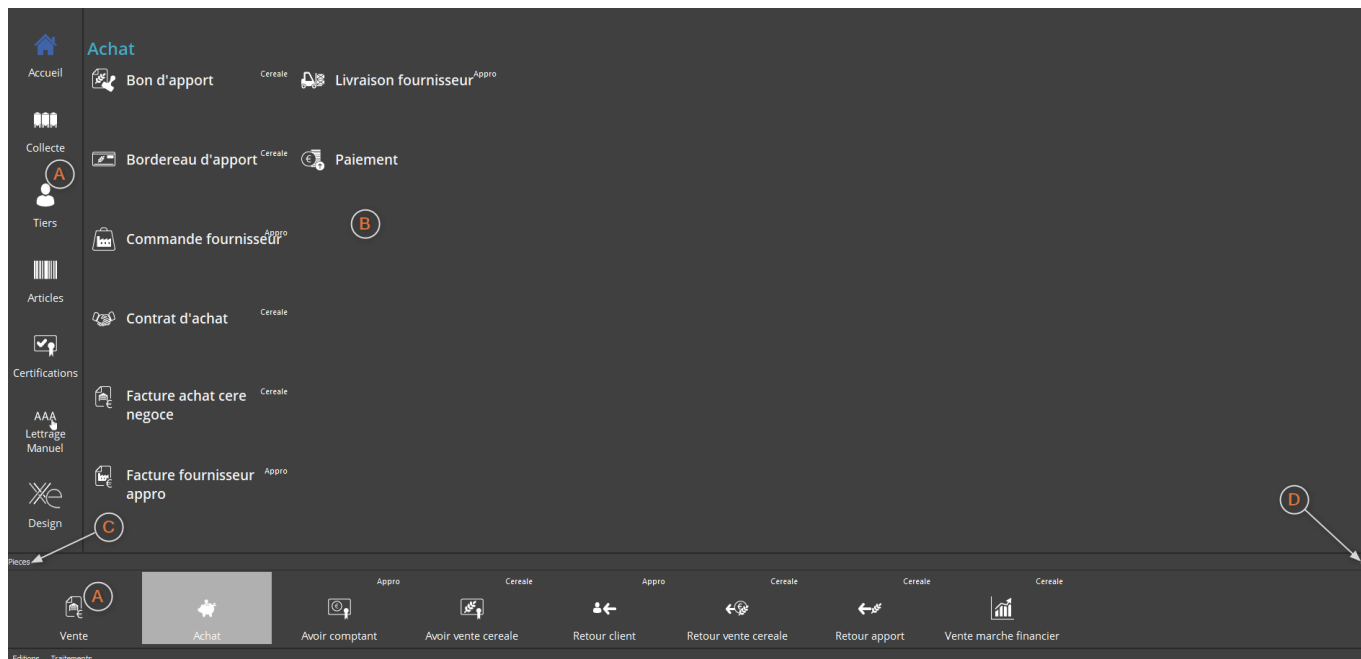 Accueil
Collecte
A
Tiers
Articles
Certifications
AAA
Lettrage
Manuel
Xe
Design
Achat
Bon d'apport Cereale
Livraison fournisseur Appro
Bordereau d'apport Cereale
Paiement
B
Commande fournisseur Appro
Contrat d'achat Cereale
Facture achat cere Cereale
negoce
Facture fournisseur Appro
appro
C
D
Pieces
A
Vente
Achat
Appro
Avoir comptant
Cereale
Avoir vente cereale
Appro
Retour client
Cereale
Retour vente cereale
Cereale
Retour apport
Cereale
Vente marche financier
Editions Traitements